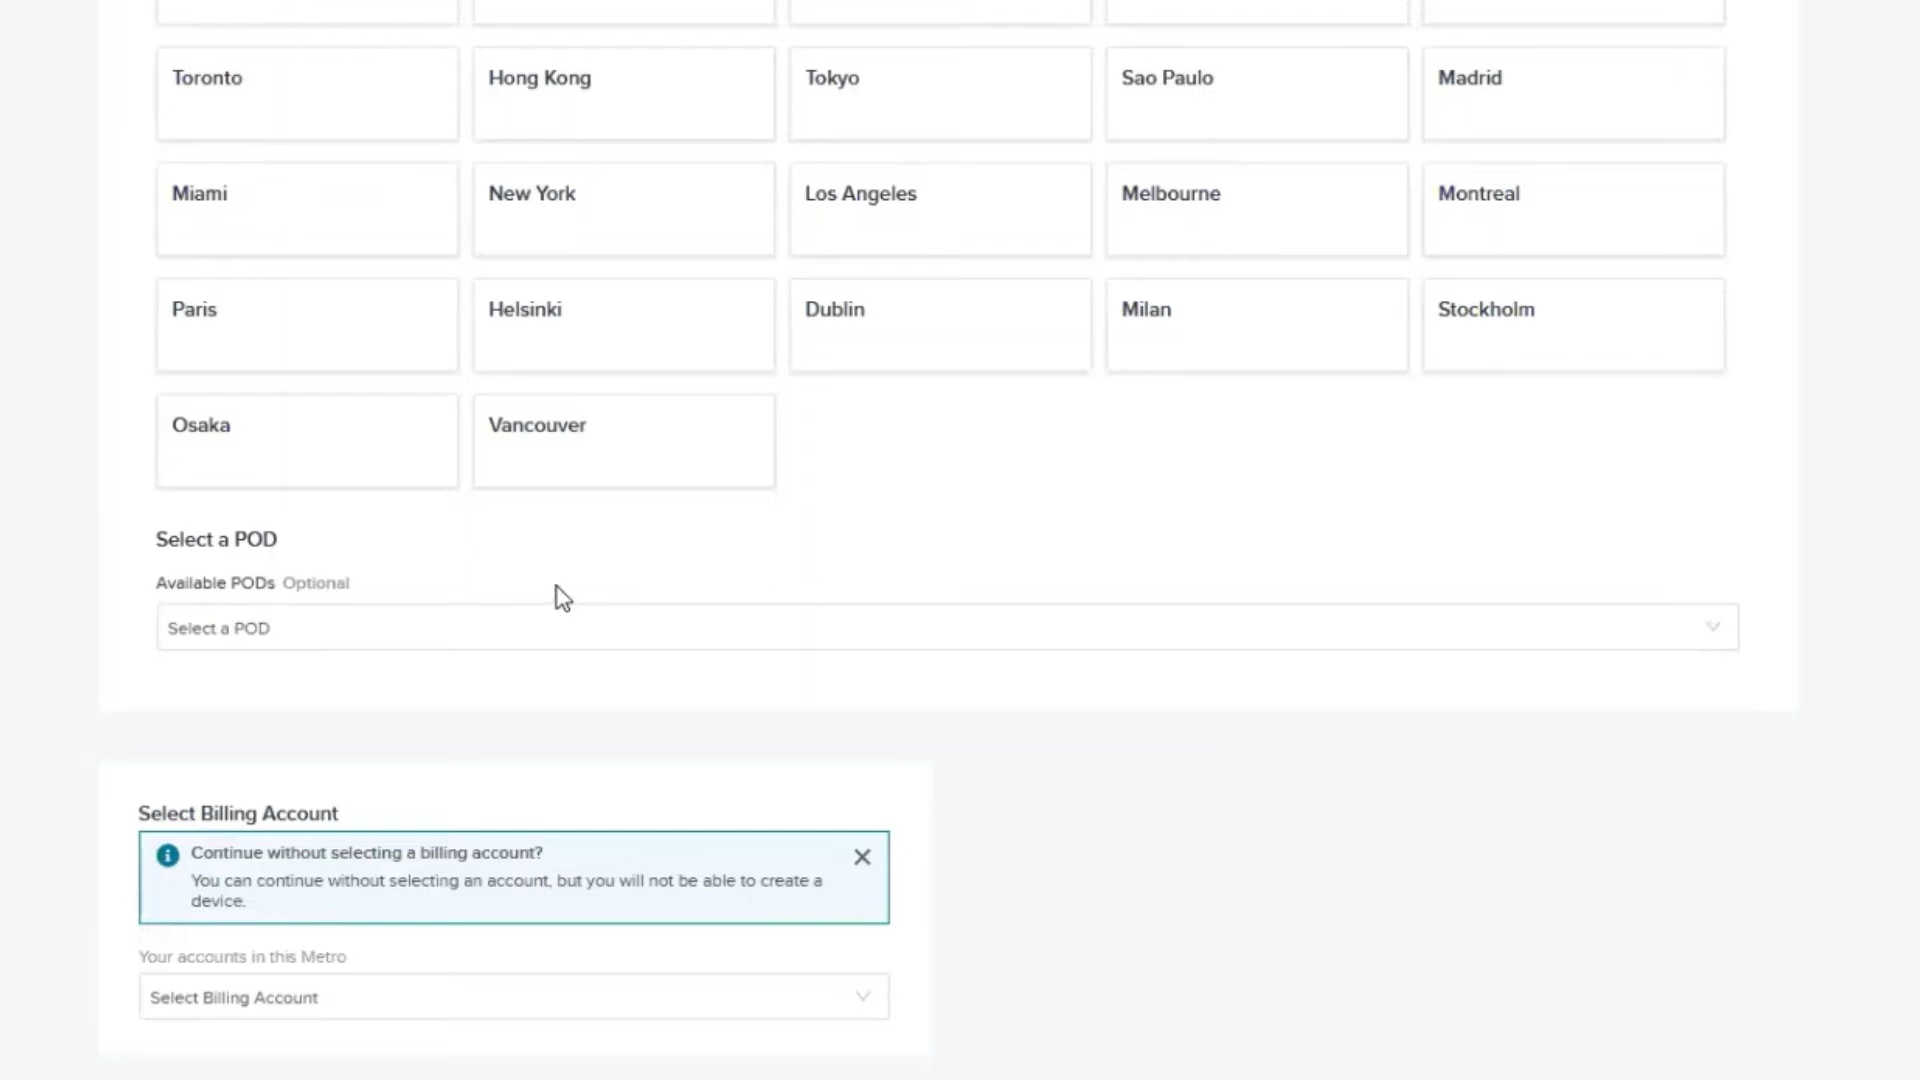 Toronto
Hong Kong
Tokyo
Sao Paulo
Madrid
Miami
New York
Los Angeles
Melbourne
Montreal
Paris
Helsinki
Dublin
Milan
Stockholm
Osaka
Vancouver
Select a POD
Available PODs Optional
Select a POD
Select Billing Account
Continue without selecting a billing account?
You can continue without selecting an account, but you will not be able to create a
device.
Your accounts in this Metro
Select Billing Account